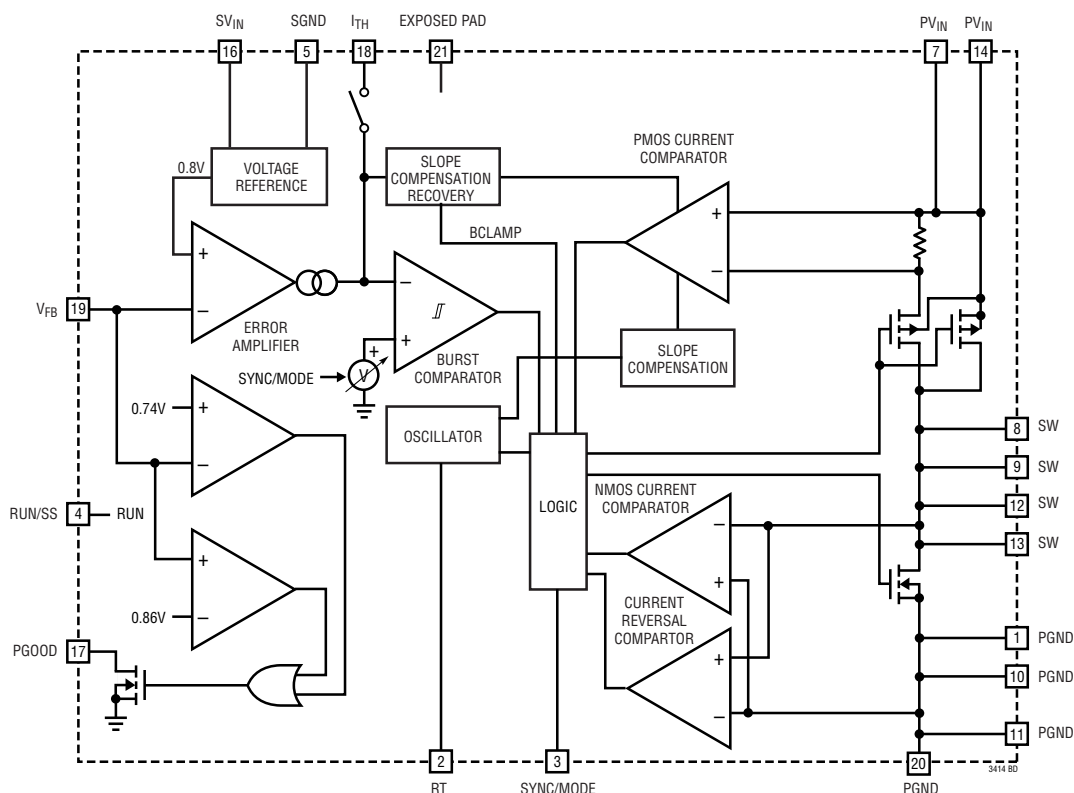 SVIN
SGND
ITH
EXPOSED PAD
PVIN
PVIN
16
5
18
21
7
14
0.8V
VOLTAGE
REFERENCE
SLOPE
COMPENSATION
RECOVERY
PMOS CURRENT
COMPARATOR
BCLAMP
+
–
ERROR
AMPLIFIER
–
+
BURST
COMPARATOR
+
–
VFB
19
SYNC/MODE
+
V
SLOPE
COMPENSATION
0.74V
+
–
OSCILLATOR
LOGIC
8
SW
9
SW
12
SW
13
SW
RUN/SS
4
RUN
NMOS CURRENT
COMPARATOR
–
+
0.86V
+
–
CURRENT
REVERSAL
COMPARTOR
+
–
PGOOD
17
1
PGND
10
PGND
11
PGND
2
3
20
RT
SYNC/MODE
PGND
3414 BD